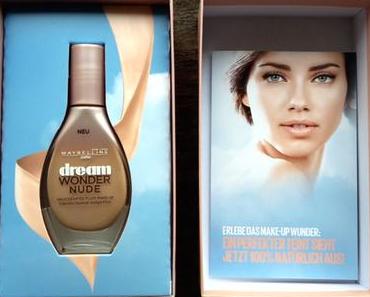 NEU
MAYBELLINE
dream
WONDER
NUDE
ERLEBE DAS MAKE-UP WUNDER:
EIN PERFEKTER TEINT SIEHT
JETZT 100% NATÜRLICH AUS!